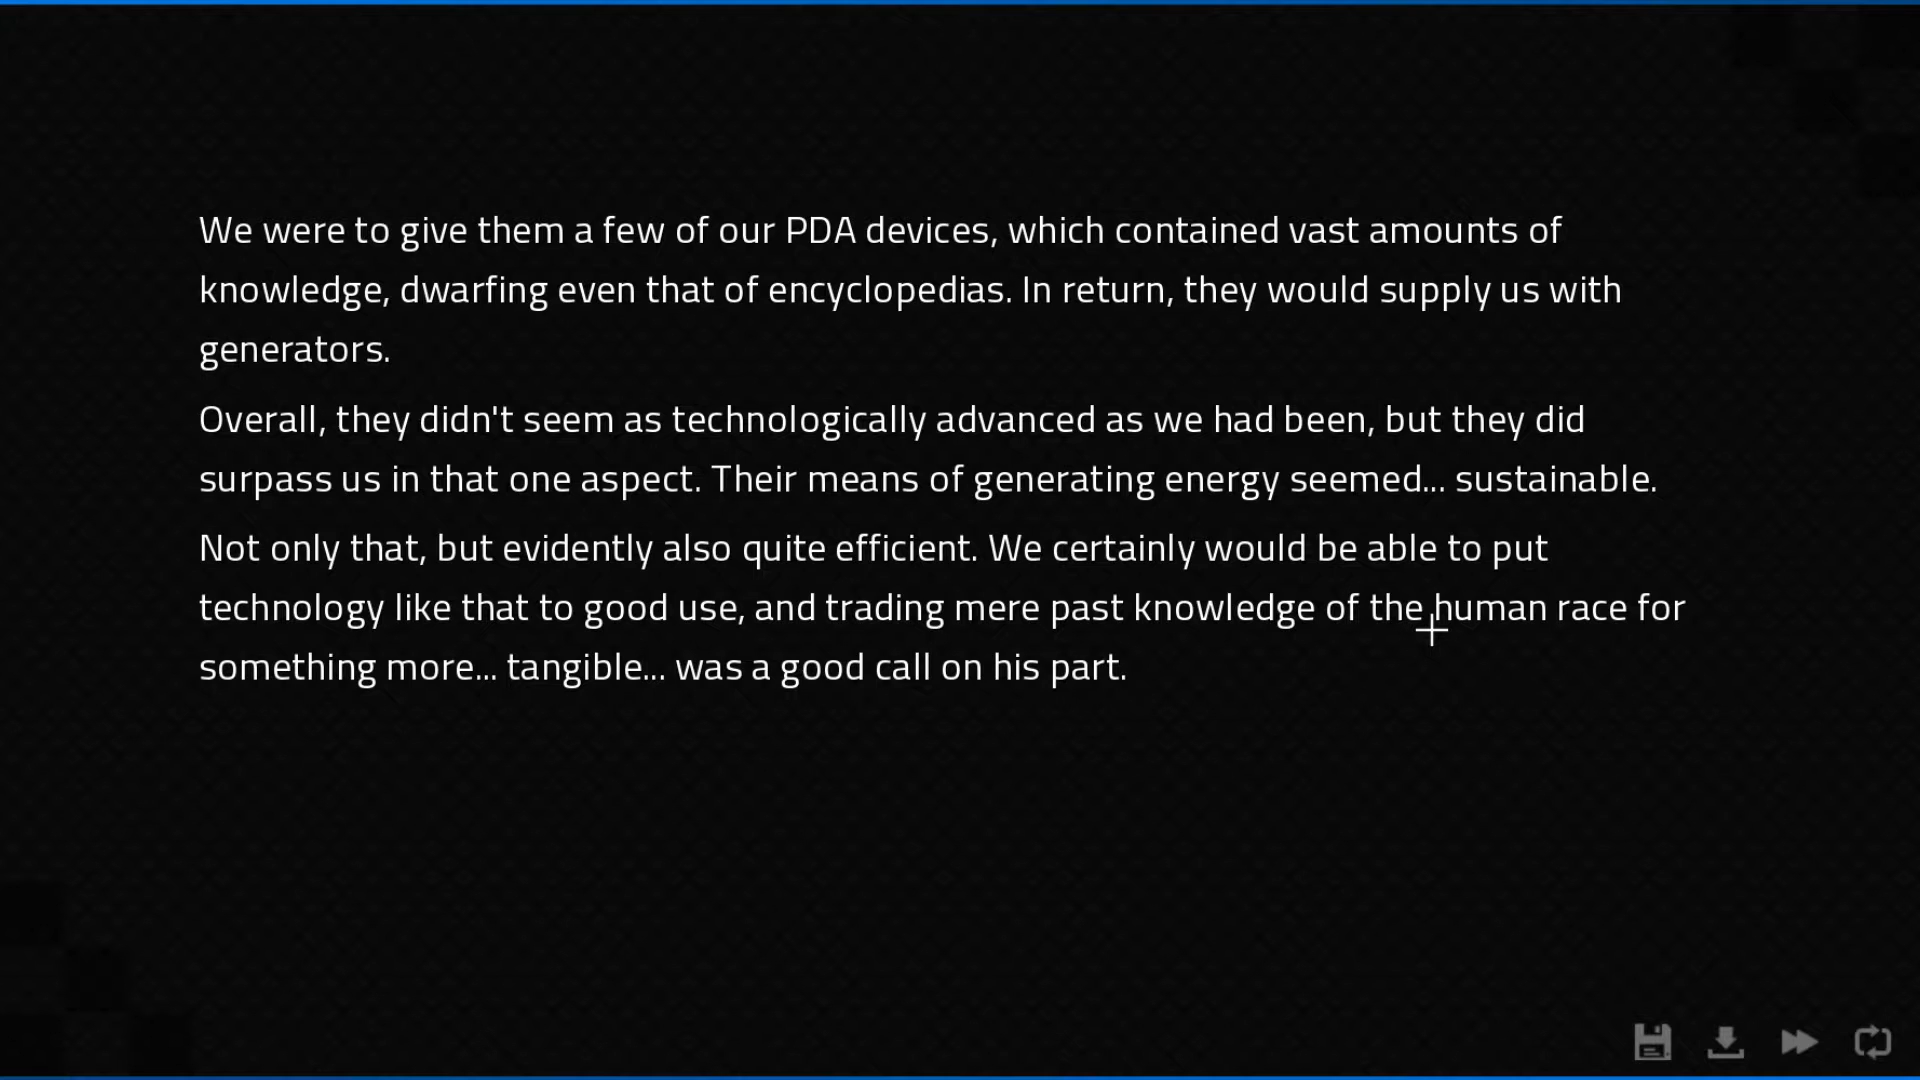 We were to give them a few of our PDA devices, which contained vast amounts of
knowledge, dwarfing even that of encyclopedias. In return, they would supply us with
generators.
Overall, they didn't seem as technologically advanced as we had been, but they did
surpass us in that one aspect. Their means of generating energy seemed... sustainable.
Not only that, but evidently also quite efficient. We certainly would be able to put
technology like that to good use, and trading mere past knowledge of the human race for
something more... tangible... was a good call on his part.